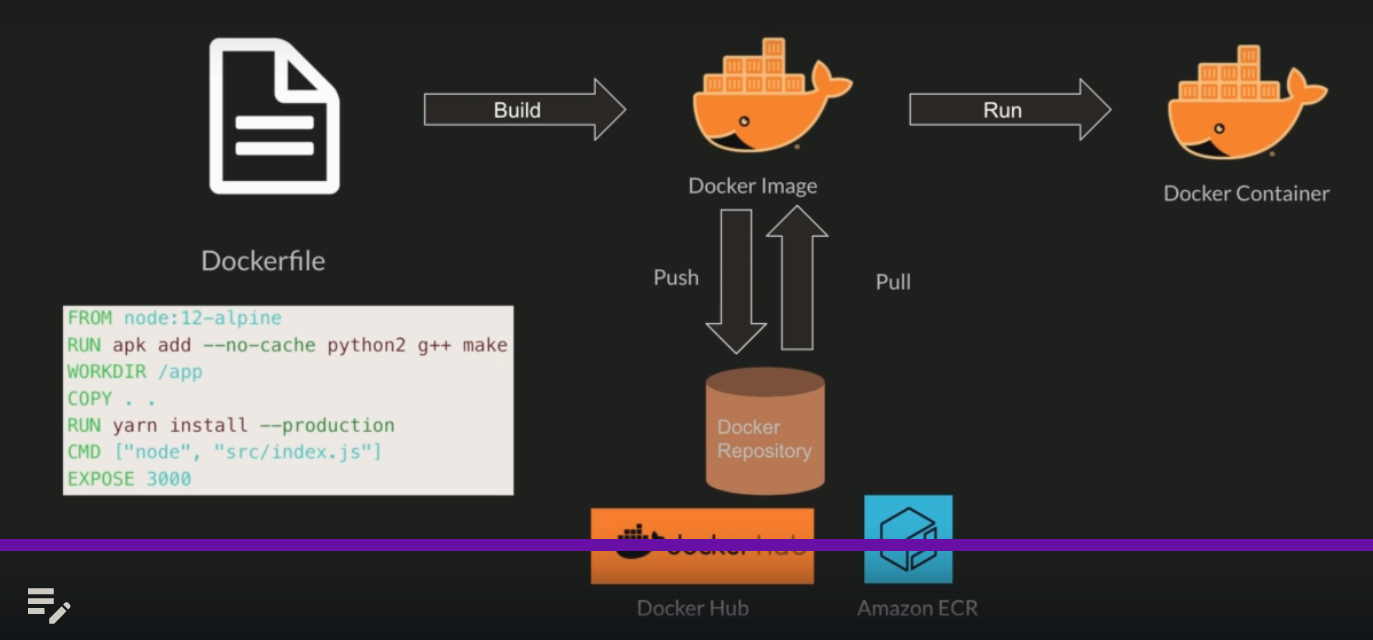 Build
Run
Docker Image
Docker Container
Dockerfile
Push
Pull
FROM node:12-alpine
RUN apk add --no-cache python2 g++ make
WORKDIR /app
COPY . .
RUN yarn install --production
CMD ["node", "src/index.js"]
EXPOSE 3000
Docker
Repository
docker hub
Docker Hub
Amazon ECR